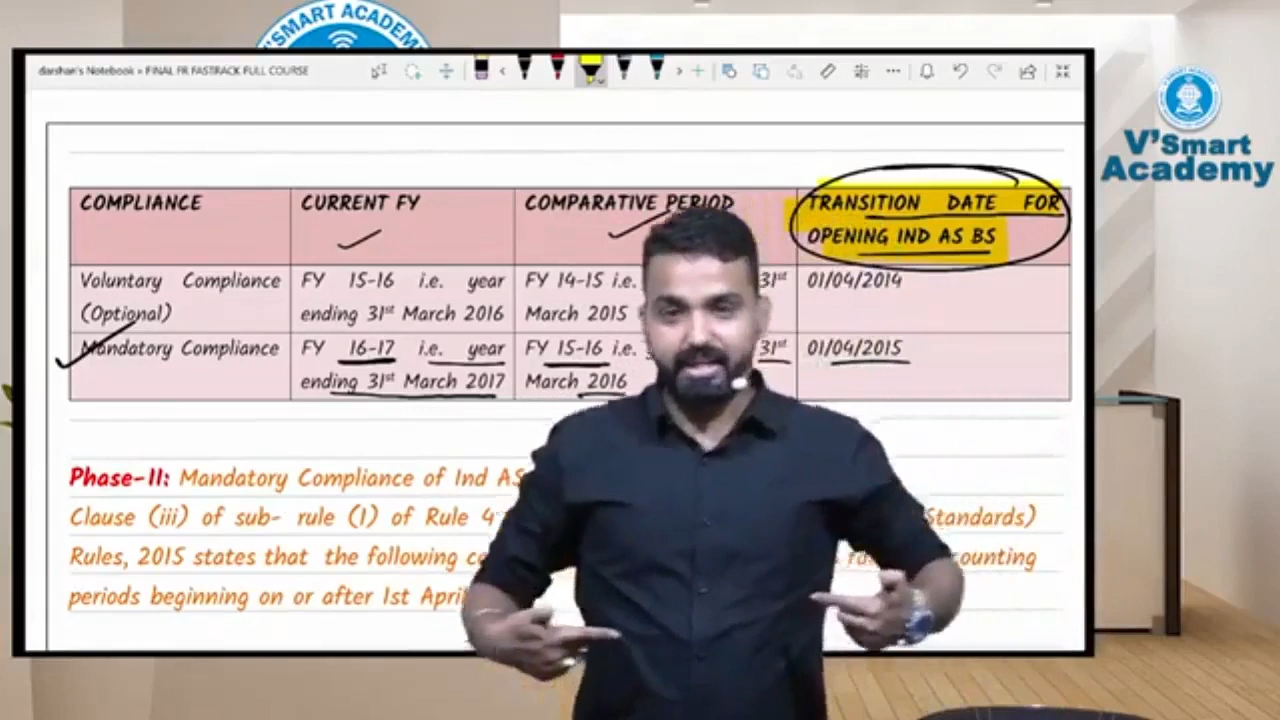 V'SMART ACADEMY
darshan's Notebook » FINAL FR FASTRACK FULL COURSE
V'Smart
Academy
COMPLIANCE CURRENT FY COMPARATIVE PERIOD TRANSITION DATE FOR
OPENING IND AS BS
Voluntary Compliance FY 15-16 i.e. year FY 14-15 i.e. 31st 01/04/2014
(Optional) ending 31st March 2016 March 2015
Mandatory Compliance FY 16-17 i.e. year FY 15-16 i.e. 31st 01/04/2015
ending 31st March 2017 March 2016
Phase-II: Mandatory Compliance of Ind AS
Clause (iii) of sub- rule (1) of Rule 4 Standards)
Rules, 2015 states that the following
periods beginning on or after 1st April